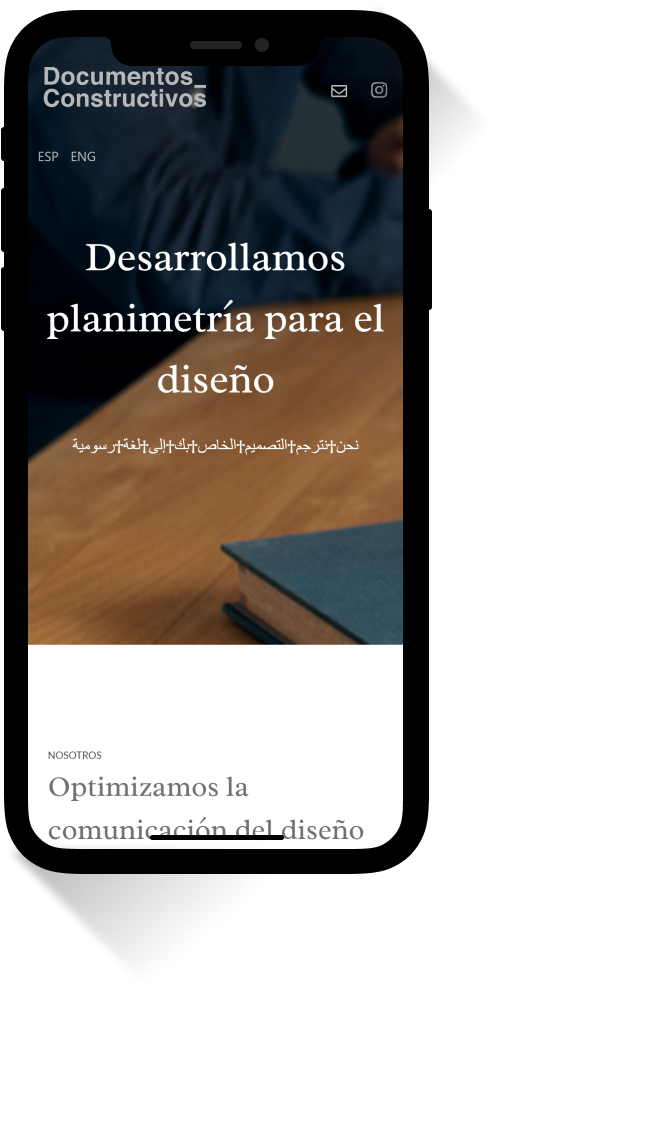 Documentos_
Constructivos
ESP ENG
Desarrollamos
planimetría para el
diseño
نحن†نترجم†التصميم†الخاص†بك†إلى†لغة†رسومية
NOSOTROS
Optimizamos la
comunicación del diseño